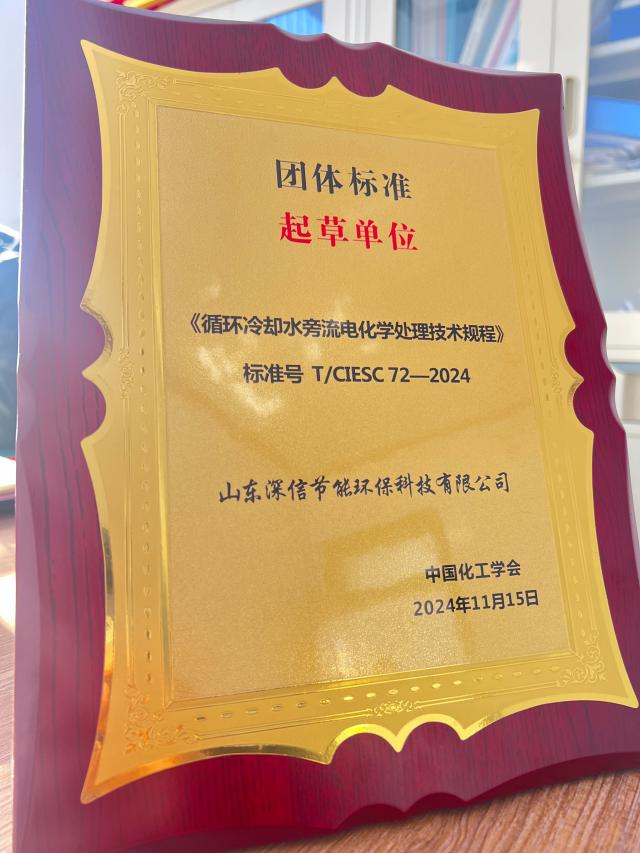 团体标准
起草单位
《循环冷却水旁流电化学处理技术规程》
标准号 T/CIESC 72—2024
山东深信节能环保科技有限公司
中国化工学会
2024年11月15日